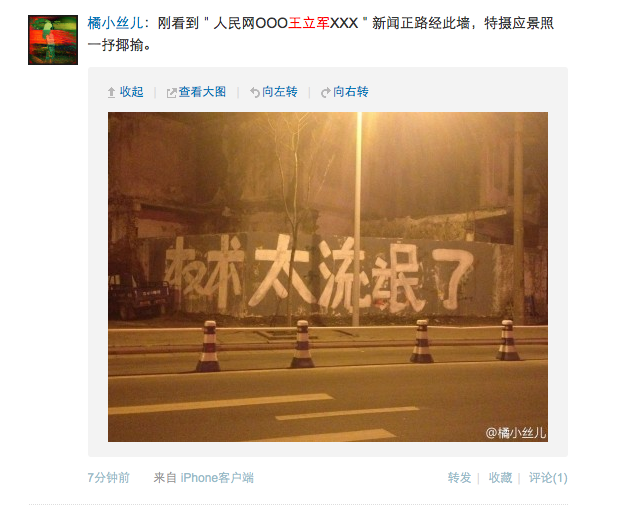 橘小丝儿：刚看到＂人民网OOO王立军XXX＂新闻正路经此墙，特摄应景照
一抒揶揄。
收起 | 查看大图 | 向左转 | 向右转
权术太流氓了
@橘小丝儿
7分钟前 来自 iPhone客户端 转发 | 收藏 | 评论(1)